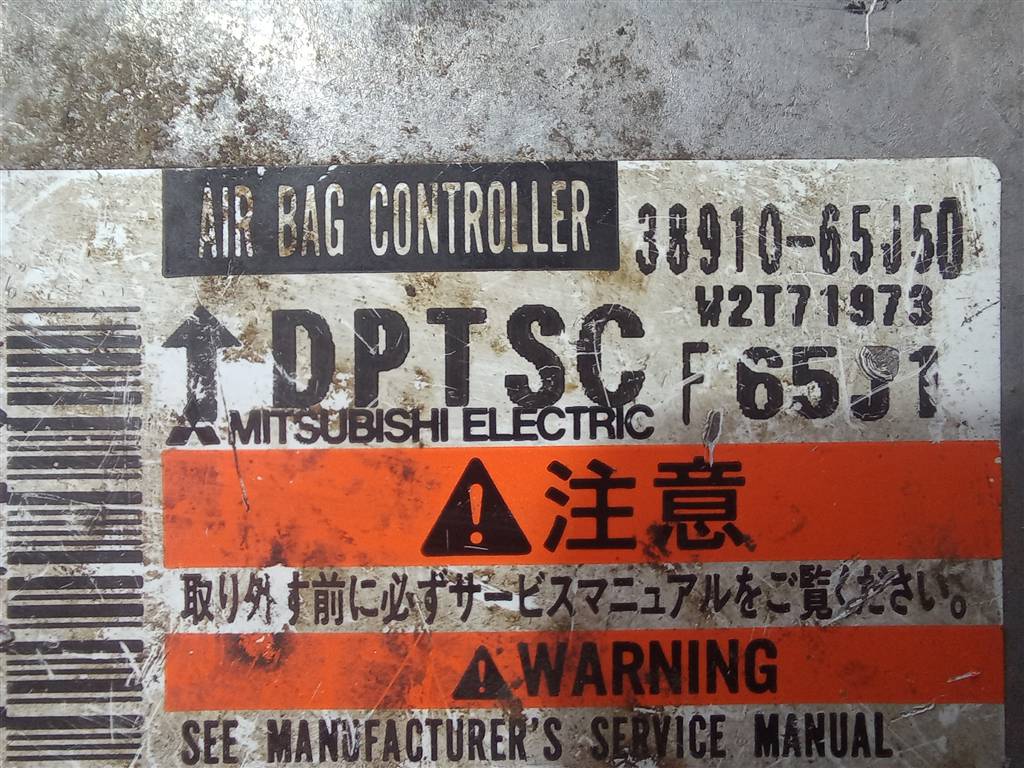 AIR BAG CONTROLLER
38910-65J50
W2T71973
DPTSC
F 65J1
MITSUBISHI ELECTRIC
注意
取り外す前に必ずサービスマニュアルをご覧ください。
WARNING
SEE MANUFACTURER'S SERVICE MANUAL